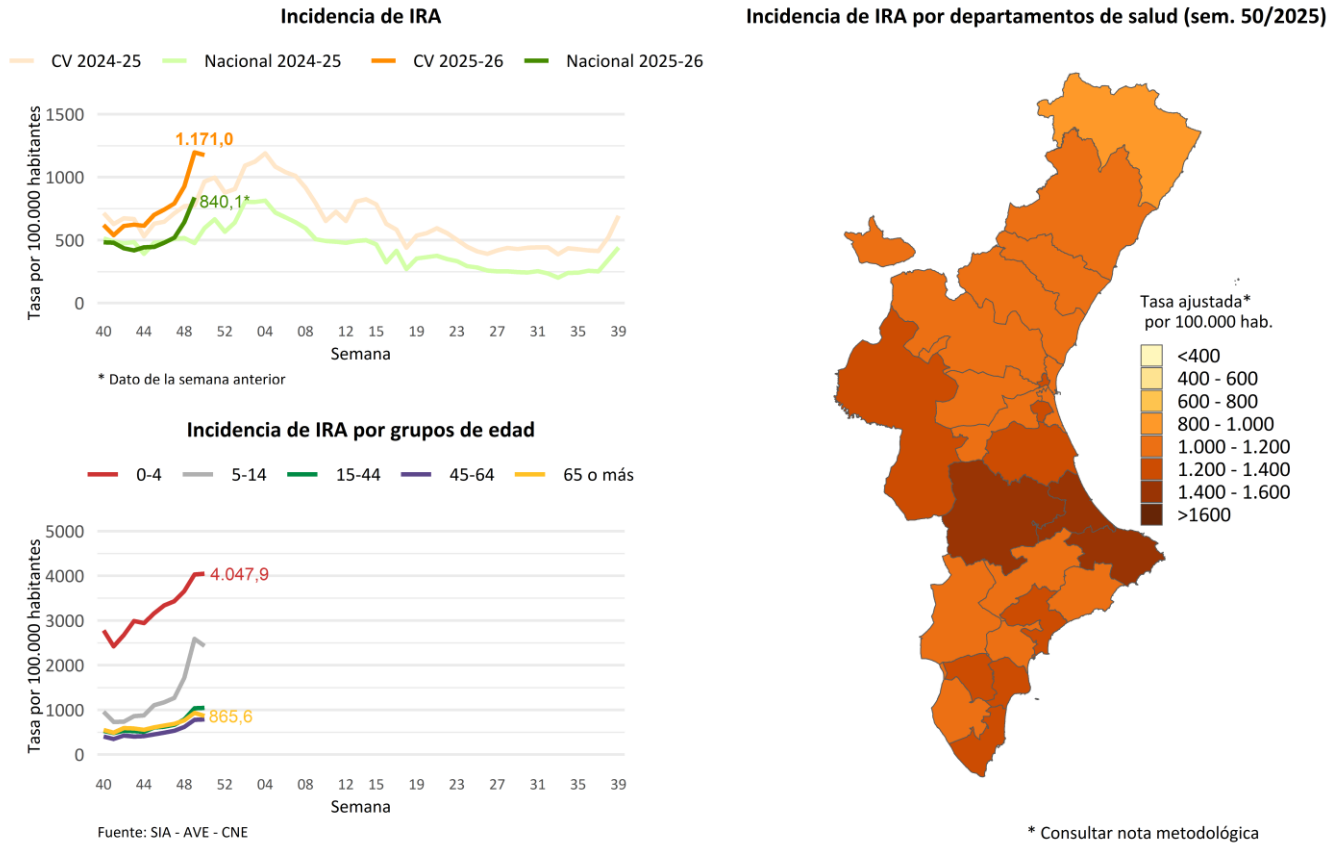 Incidencia de IRA
CV 2024-25
Nacional 2024-25
CV 2025-26
Nacional 2025-26
Tasa por 100.000 habitantes
1500
1000
500
0
1.171,0
840,1*
40 44 48 52 04 08 12 15 19 23 27 31 35 39
Semana
* Dato de la semana anterior
Incidencia de IRA por grupos de edad
0-4
5-14
15-44
45-64
65 o más
Tasa por 100.000 habitantes
5000
4000
3000
2000
1000
0
4.047,9
865,6
40 44 48 52 04 08 12 15 19 23 27 31 35 39
Semana
Fuente: SIA - AVE - CNE
Incidencia de IRA por departamentos de salud (sem. 50/2025)
Tasa ajustada*
por 100.000 hab.
<400
400 - 600
600 - 800
800 - 1.000
1.000 - 1.200
1.200 - 1.400
1.400 - 1.600
>1600
* Consultar nota metodológica